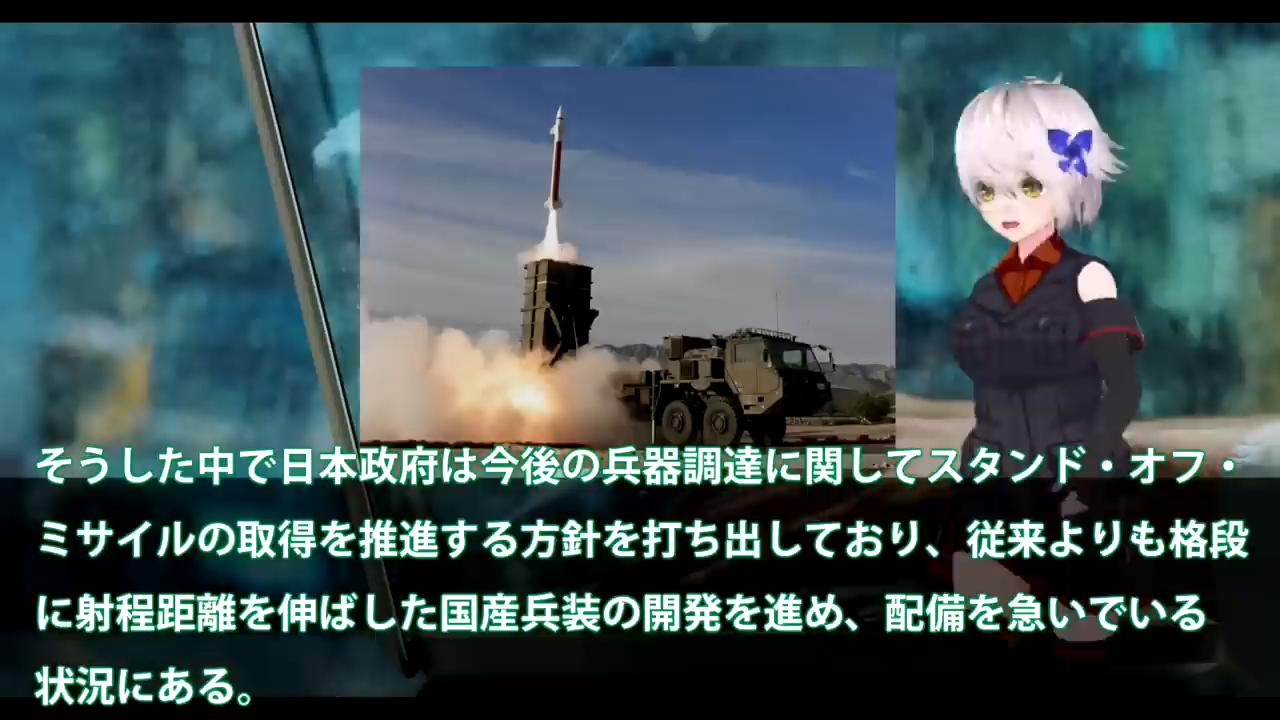 そうした中で日本政府は今後の兵器調達に関してスタンド・オフ・
ミサイルの取得を推進する方針を打ち出しており、従来よりも格段
に射程距離を伸ばした国産兵装の開発を進め、配備を急いでいる
状況にある。